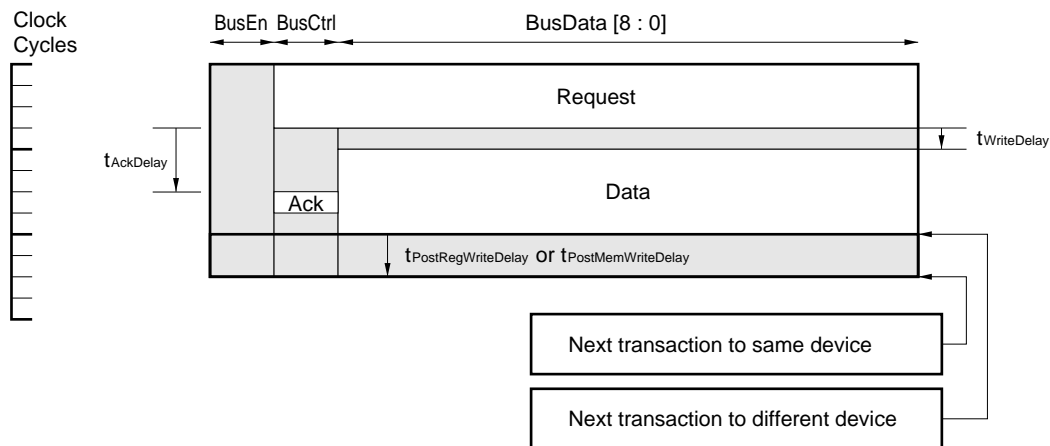 Clock
Cycles
BusEn BusCtrl BusData [8 : 0]
Request
tAckDelay
tWriteDelay
Ack
Data
tPostRegWriteDelay or tPostMemWriteDelay
Next transaction to same device
Next transaction to different device